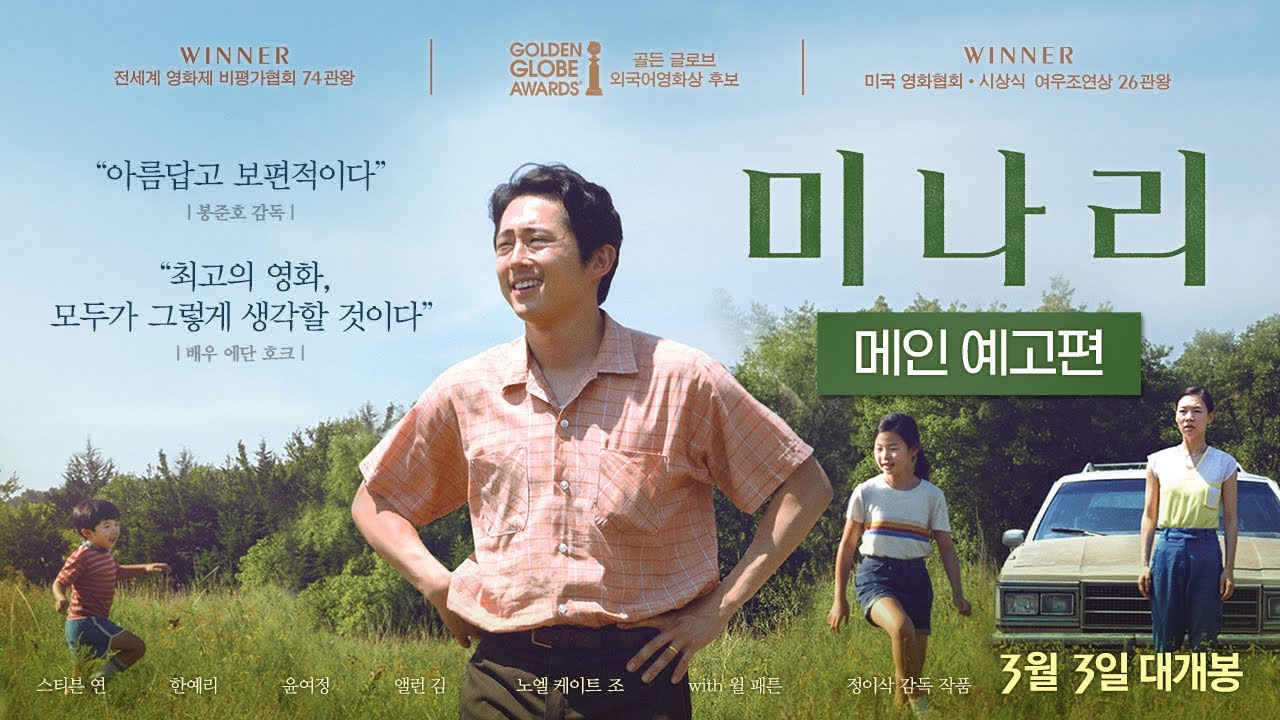 WINNER
전세계 영화제 비평가협회 74관왕
GOLDEN
GLOBE
AWARDS®
골든 글로브
외국어영화상 후보
WINNER
미국 영화협회・시상식 여우조연상 26관왕
“아름답고 보편적이다”
| 봉준호 감독 |
“최고의 영화,
모두가 그렇게 생각할 것이다”
| 배우 에단 호크 |
미나리
메인 예고편
스티븐 연 한예리 윤여정 앨런 김 노엘 케이트 조 with 윌 패튼 정이삭 감독 작품
3월 3일 대개봉